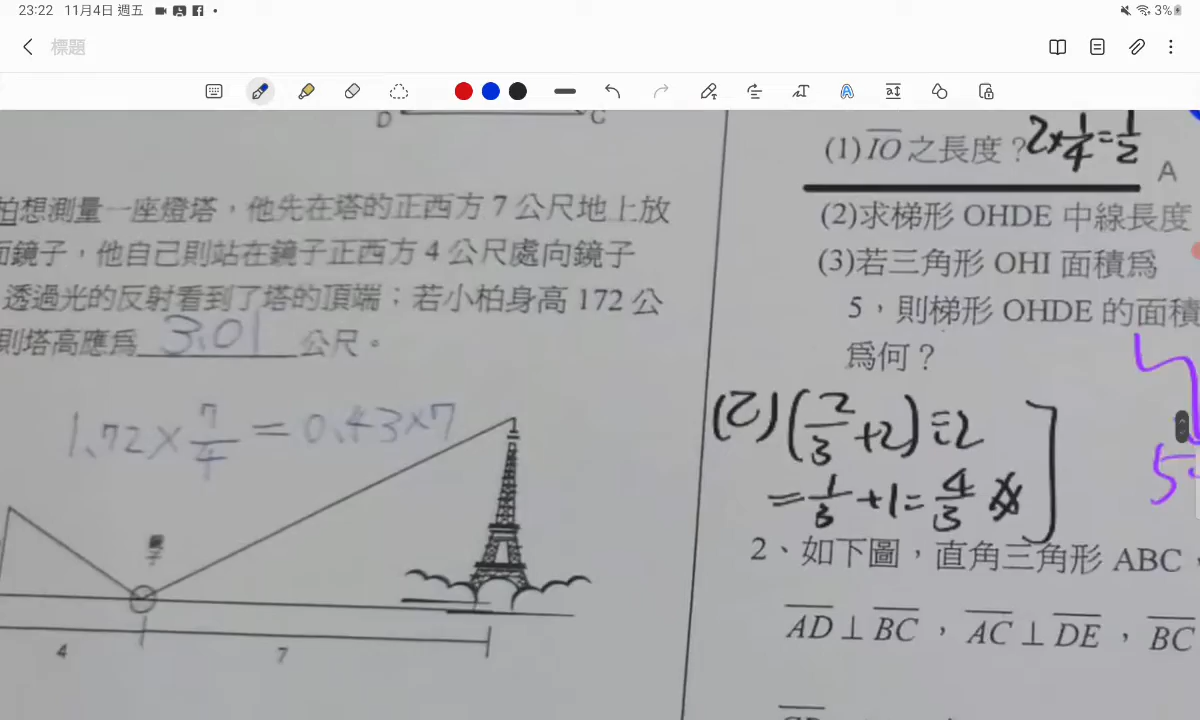 23:22 11月4日 週五
3%
標題
D C
柏想測量一座燈塔，他先在塔的正西方 7 公尺地上放
面鏡子，他自己則站在鏡子正西方 4 公尺處向鏡子
透過光的反射看到了塔的頂端；若小柏身高 172 公
則塔高應為 3.01 公尺。
1.72×7/4=0.43×7
鏡子
4 7
(1) IO 之長度？2×1/4=1/2
A
(2)求梯形 OHDE 中線長度
(3)若三角形 OHI 面積為
5，則梯形 OHDE 的面積
為何？
(2)(2/3+2)÷2
=1/3+1=4/3
5
2、如下圖，直角三角形 ABC，
AD⊥BC，AC⊥DE，BC